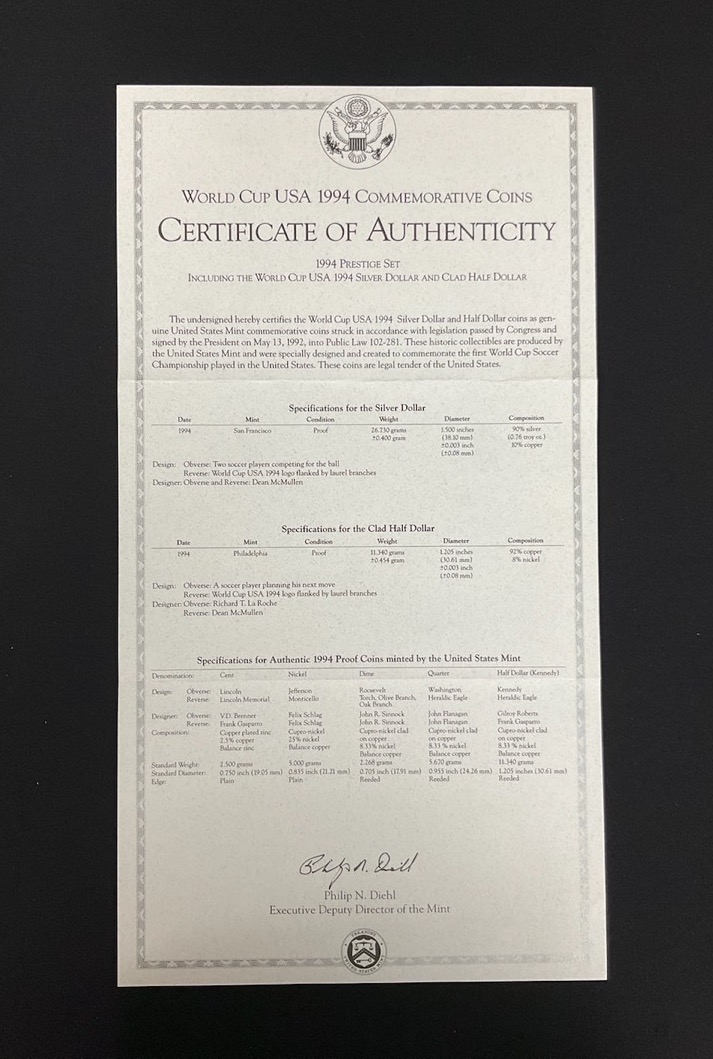 WORLD CUP USA 1994 COMMEMORATIVE COINS
CERTIFICATE OF AUTHENTICITY
1994 PRESTIGE SET
INCLUDING THE WORLD CUP USA 1994 SILVER DOLLAR AND CLAD HALF DOLLAR
The undersigned hereby certifies the World Cup USA 1994 Silver Dollar and Half Dollar coins as gen-
uine United States Mint commemorative coins struck in accordance with legislation passed by Congress and
signed by the President on May 13, 1992, into Public Law 102-281. These historic collectibles are produced by
the United States Mint and were specially designed and created to commemorate the first World Cup Soccer
Championship played in the United States. These coins are legal tender of the United States.
Specifications for the Silver Dollar
Date Mint Condition Weight Diameter Composition
1994 San Francisco Proof 26.730 grams 1.500 inches 90% silver
±0.400 gram (38.10 mm) (0.76 troy oz.)
±0.003 inch 10% copper
(±0.08 mm)
Design: Obverse: Two soccer players competing for the ball
Reverse: World Cup USA 1994 logo flanked by laurel branches
Designer: Obverse and Reverse: Dean McMullen
Specifications for the Clad Half Dollar
Date Mint Condition Weight Diameter Composition
1994 Philadelphia Proof 11.340 grams 1.205 inches 92% copper
±0.454 gram (30.61 mm) 8% nickel
±0.003 inch
(±0.08 mm)
Design: Obverse: A soccer player planning his next move
Reverse: World Cup USA 1994 logo flanked by laurel branches
Designer: Obverse: Richard T. La Roche
Reverse: Dean McMullen
Specifications for Authentic 1994 Proof Coins minted by the United States Mint
Denomination: Cent Nickel Dime Quarter Half Dollar (Kennedy)
Design: Obverse: Lincoln Jefferson Roosevelt Washington Kennedy
Reverse: Lincoln Memorial Monticello Torch, Olive Branch, Heraldic Eagle Heraldic Eagle
Oak Branch
Designer: Obverse: V.D. Brenner Felix Schlag John R. Sinnock John Flanagan Gilroy Roberts
Reverse: Frank Gasparro Felix Schlag John R. Sinnock John Flanagan Frank Gasparro
Composition: Copper plated zinc Cupro-nickel Cupro-nickel clad Cupro-nickel clad Cupro-nickel clad
2.5% copper 25% nickel on copper on copper on copper
Balance zinc Balance copper 8.33% nickel 8.33 % nickel 8.33 % nickel
Balance copper Balance copper Balance copper
Standard Weight: 2.500 grams 5.000 grams 2.268 grams 5.670 grams 11.340 grams
Standard Diameter: 0.750 inch (19.05 mm) 0.835 inch (21.21 mm) 0.705 inch (17.91 mm) 0.955 inch (24.26 mm) 1.205 inches (30.61 mm)
Edge: Plain Plain Reeded Reeded Reeded
Philip N. Diehl
Philip N. Diehl
Executive Deputy Director of the Mint